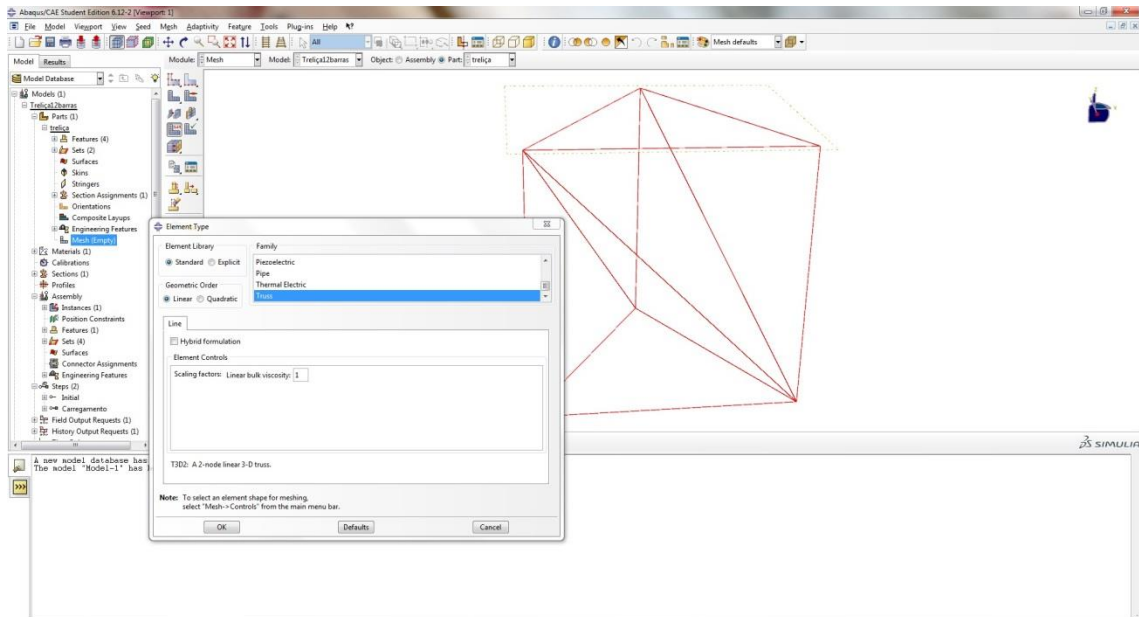 Abaqus/CAE Student Edition 6.12-2 [Viewport: 1]
File Model Viewport View Seed Mesh Adaptivity Feature Tools Plug-ins Help
All Mesh defaults
Model Results Module: Mesh Model: Treliça12barras Object: Assembly Part: treliça
Model Database
Models (1)
Treliça12barras
Parts (1)
treliça
Features (4)
Sets (2)
Surfaces
Skins
Stringers
Section Assignments (1)
Orientations
Composite Layups
Engineering Features
Mesh (Empty)
Materials (1)
Calibrations
Sections (1)
Profiles
Assembly
Instances (1)
Position Constraints
Features (1)
Sets (4)
Surfaces
Connector Assignments
Engineering Features
Steps (2)
Initial
Carregamento
Field Output Requests (1)
History Output Requests (1)
Element Type
Element Library
Standard Explicit
Geometric Order
Linear Quadratic
Family
Piezoelectric
Pipe
Thermal Electric
Truss
Line
Hybrid formulation
Element Controls
Scaling factors: Linear bulk viscosity: 1
T3D2: A 2-node linear 3-D truss.
Note: To select an element shape for meshing,
select "Mesh->Controls" from the main menu bar.
OK Defaults Cancel
SIMULIA
A new model database has
The model "Model-1" has
>>>